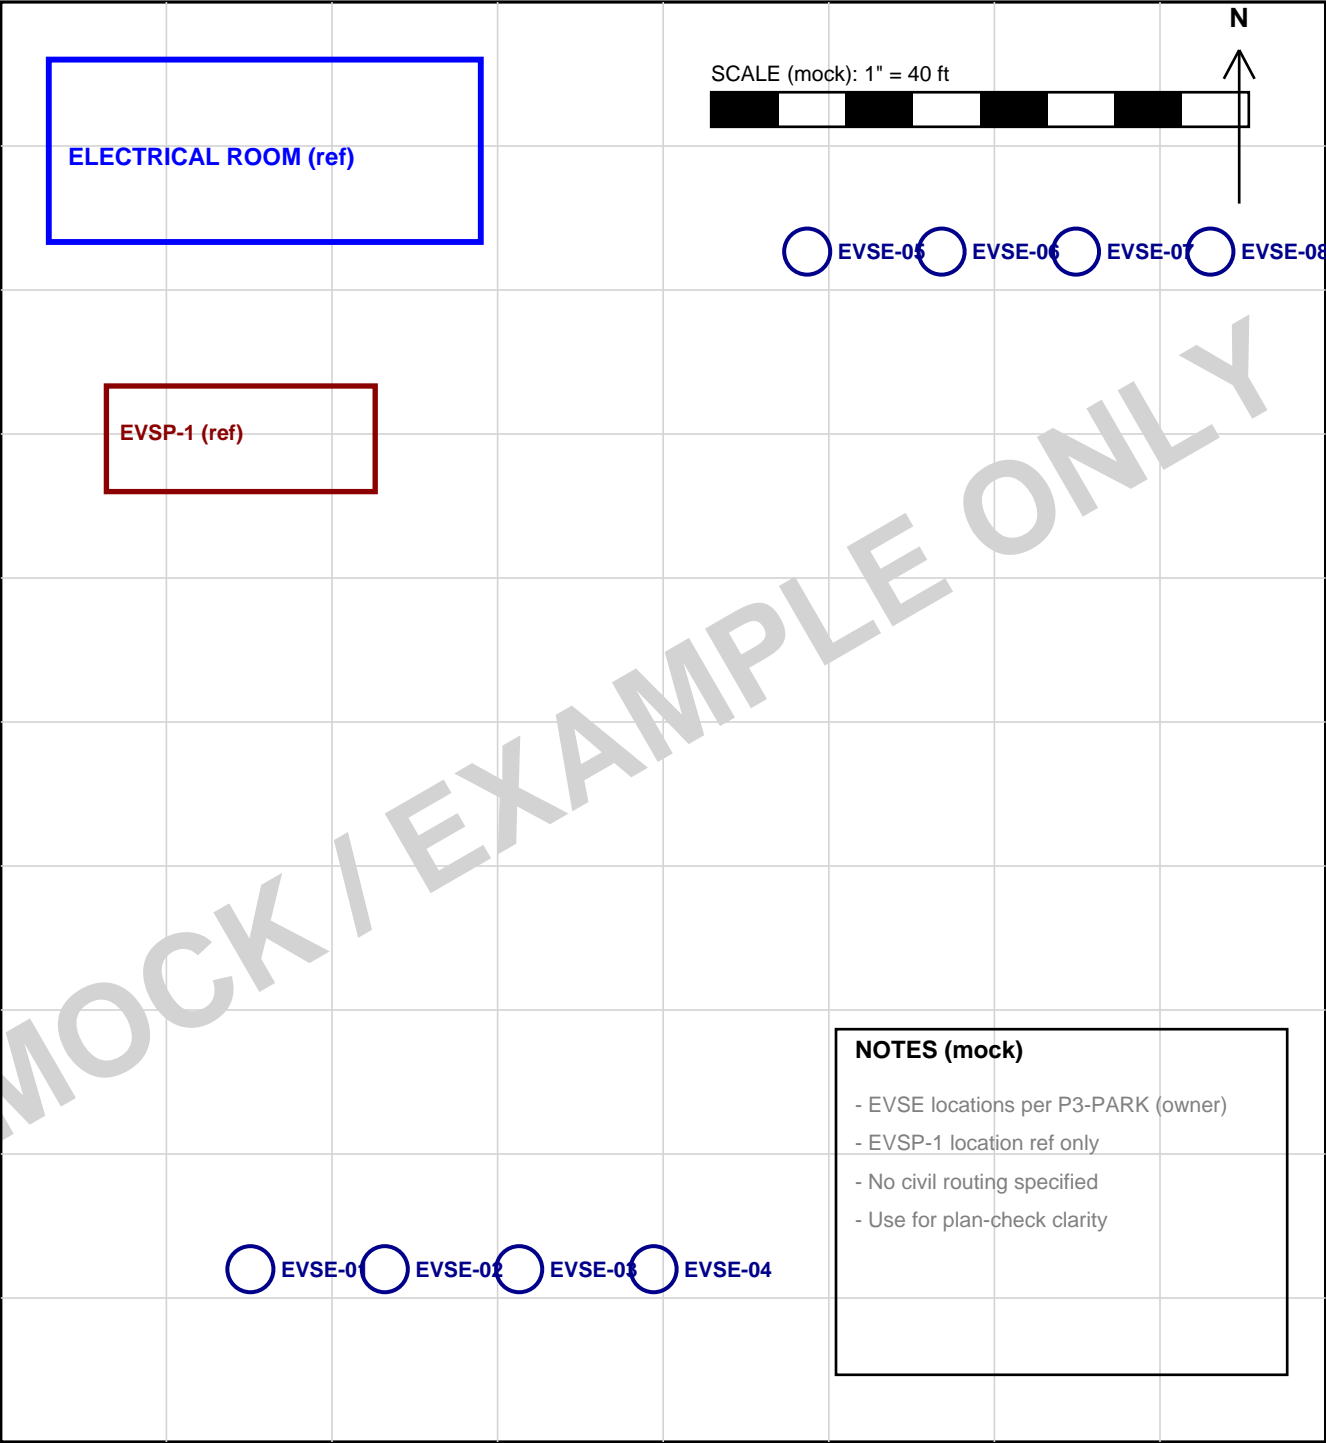 N
SCALE (mock): 1" = 40 ft
ELECTRICAL ROOM (ref)
EVSE-05
EVSE-06
EVSE-07
EVSE-08
EVSP-1 (ref)
MOCK / EXAMPLE ONLY
NOTES (mock)
- EVSE locations per P3-PARK (owner)
- EVSP-1 location ref only
- No civil routing specified
- Use for plan-check clarity
EVSE-01
EVSE-02
EVSE-03
EVSE-04